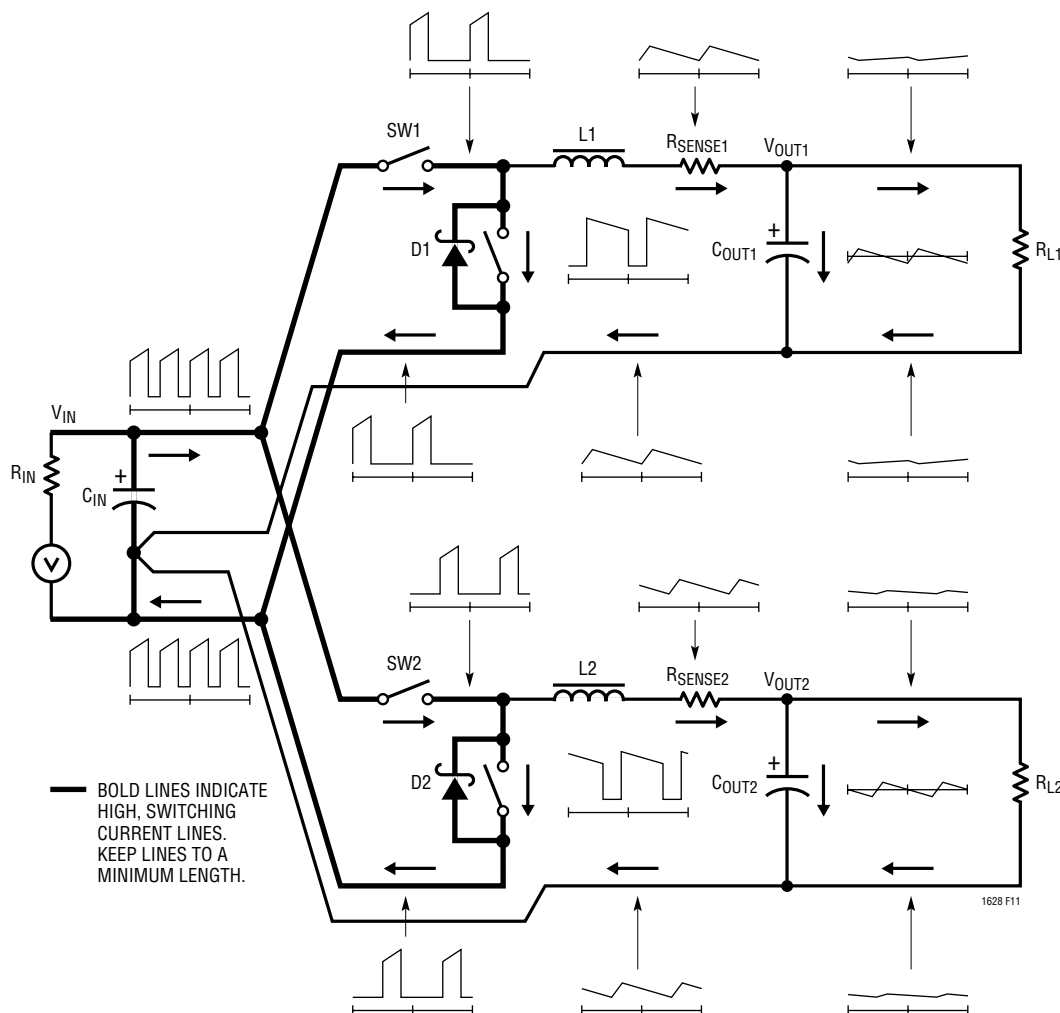 SW1
L1
RSENSE1
VOUT1
D1
COUT1
+
RL1
VIN
RIN
CIN
+
V
SW2
L2
RSENSE2
VOUT2
D2
COUT2
+
RL2
BOLD LINES INDICATE
HIGH, SWITCHING
CURRENT LINES.
KEEP LINES TO A
MINIMUM LENGTH.
1628 F11